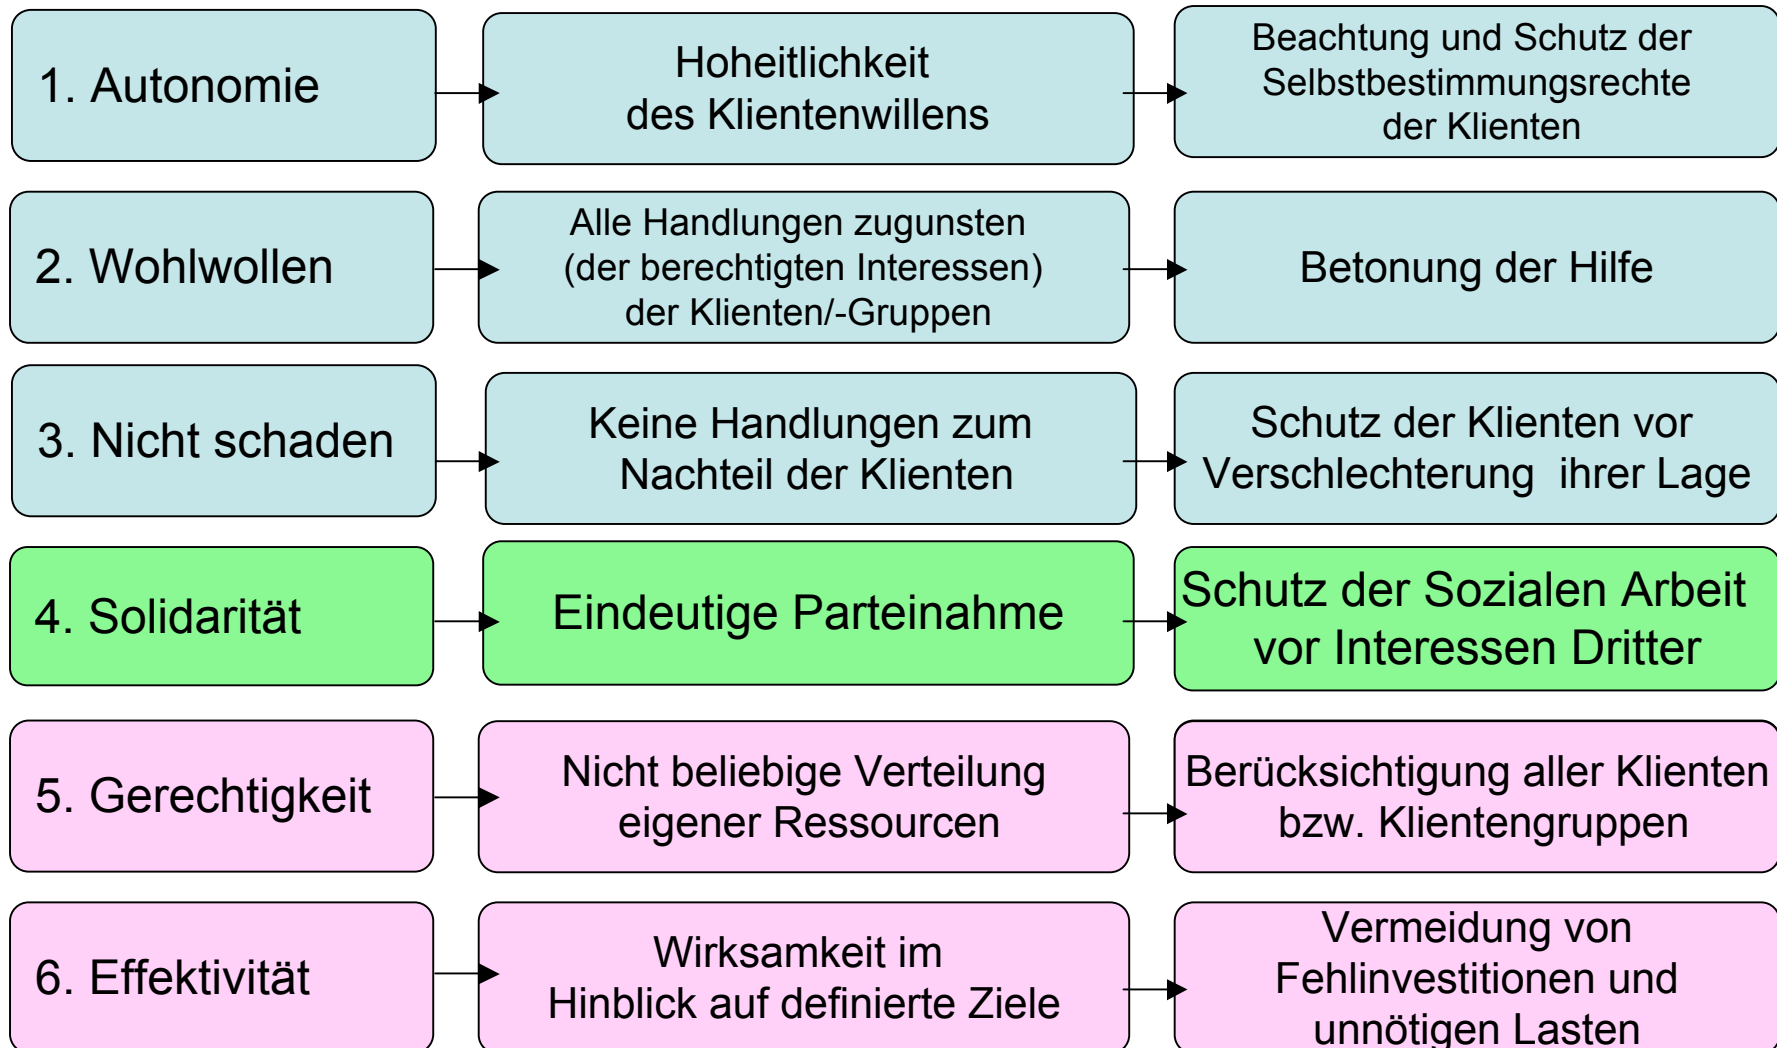 1. Autonomie
Hoheitlichkeit
des Klientenwillens
Beachtung und Schutz der
Selbstbestimmungsrechte
der Klienten
2. Wohlwollen
Alle Handlungen zugunsten
(der berechtigten Interessen)
der Klienten/-Gruppen
Betonung der Hilfe
3. Nicht schaden
Keine Handlungen zum
Nachteil der Klienten
Schutz der Klienten vor
Verschlechterung ihrer Lage
4. Solidarität
Eindeutige Parteinahme
Schutz der Sozialen Arbeit
vor Interessen Dritter
5. Gerechtigkeit
Nicht beliebige Verteilung
eigener Ressourcen
Berücksichtigung aller Klienten
bzw. Klientengruppen
6. Effektivität
Wirksamkeit im
Hinblick auf definierte Ziele
Vermeidung von
Fehlinvestitionen und
unnötigen Lasten